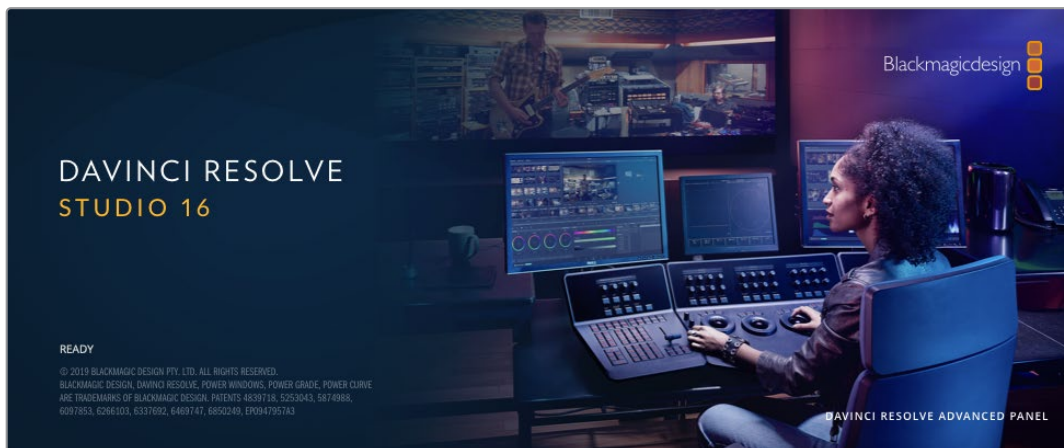 Blackmagicdesign
DAVINCI RESOLVE
STUDIO 16
READY
© 2019 BLACKMAGIC DESIGN PTY. LTD. ALL RIGHTS RESERVED.
BLACKMAGIC DESIGN, DAVINCI RESOLVE, POWER WINDOWS, POWER GRADE, POWER CURVE
ARE TRADEMARKS OF BLACKMAGIC DESIGN. PATENTS 4839718, 5253043, 5874988,
6097853, 6266103, 6337692, 6469747, 6850249, EP0947957A3
DAVINCI RESOLVE ADVANCED PANEL